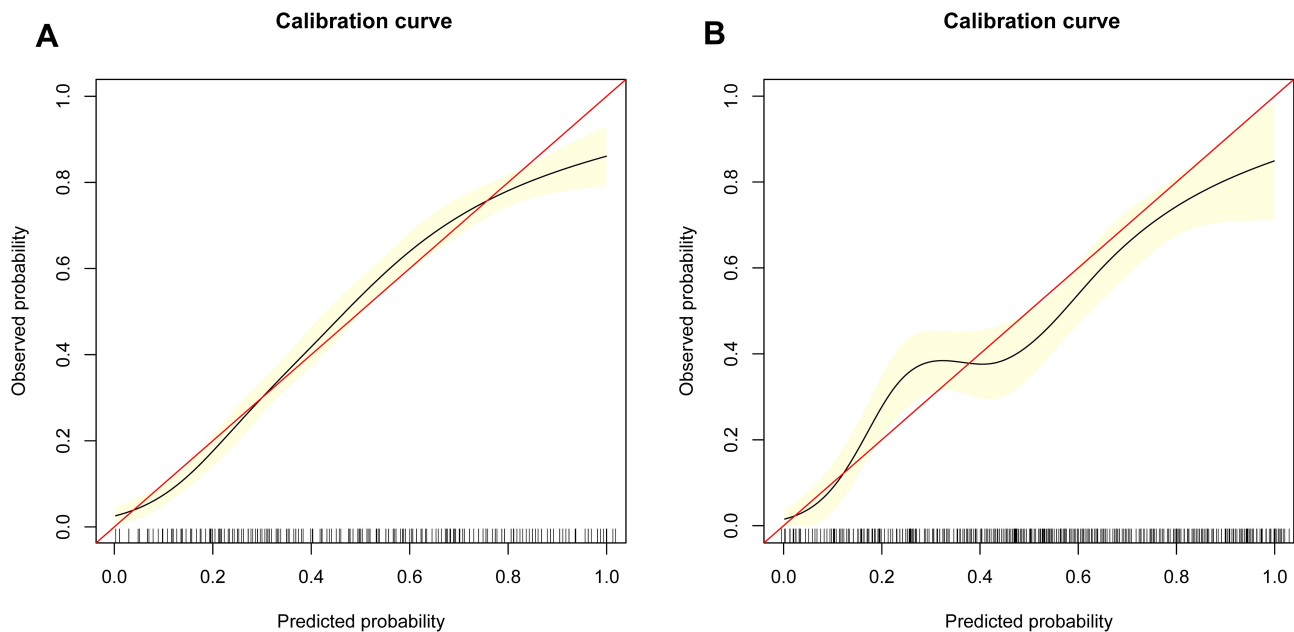 A
Calibration curve
Observed probability
1.0
0.8
0.6
0.4
0.2
0.0
0.0 0.2 0.4 0.6 0.8 1.0
Predicted probability
B
Calibration curve
Observed probability
1.0
0.8
0.6
0.4
0.2
0.0
0.0 0.2 0.4 0.6 0.8 1.0
Predicted probability